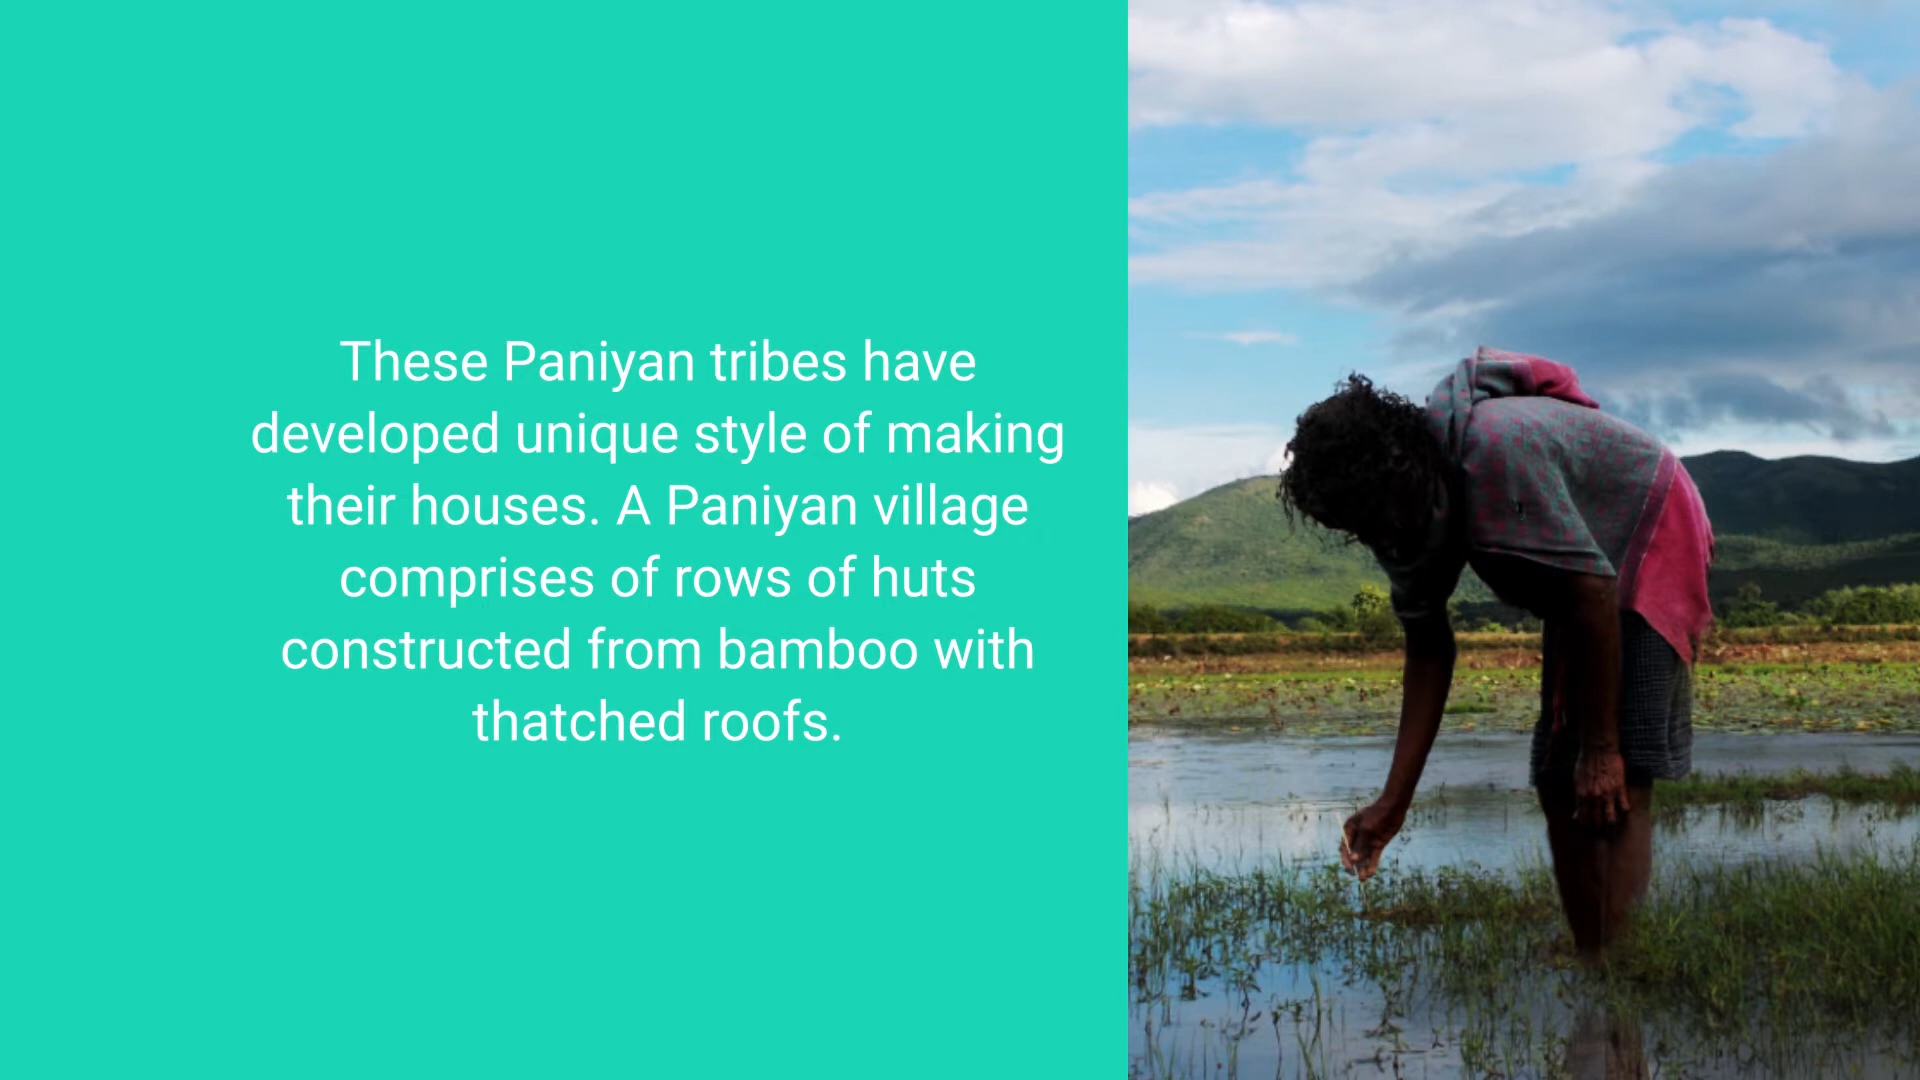 These Paniyan tribes have
developed unique style of making
their houses. A Paniyan village
comprises of rows of huts
constructed from bamboo with
thatched roofs.